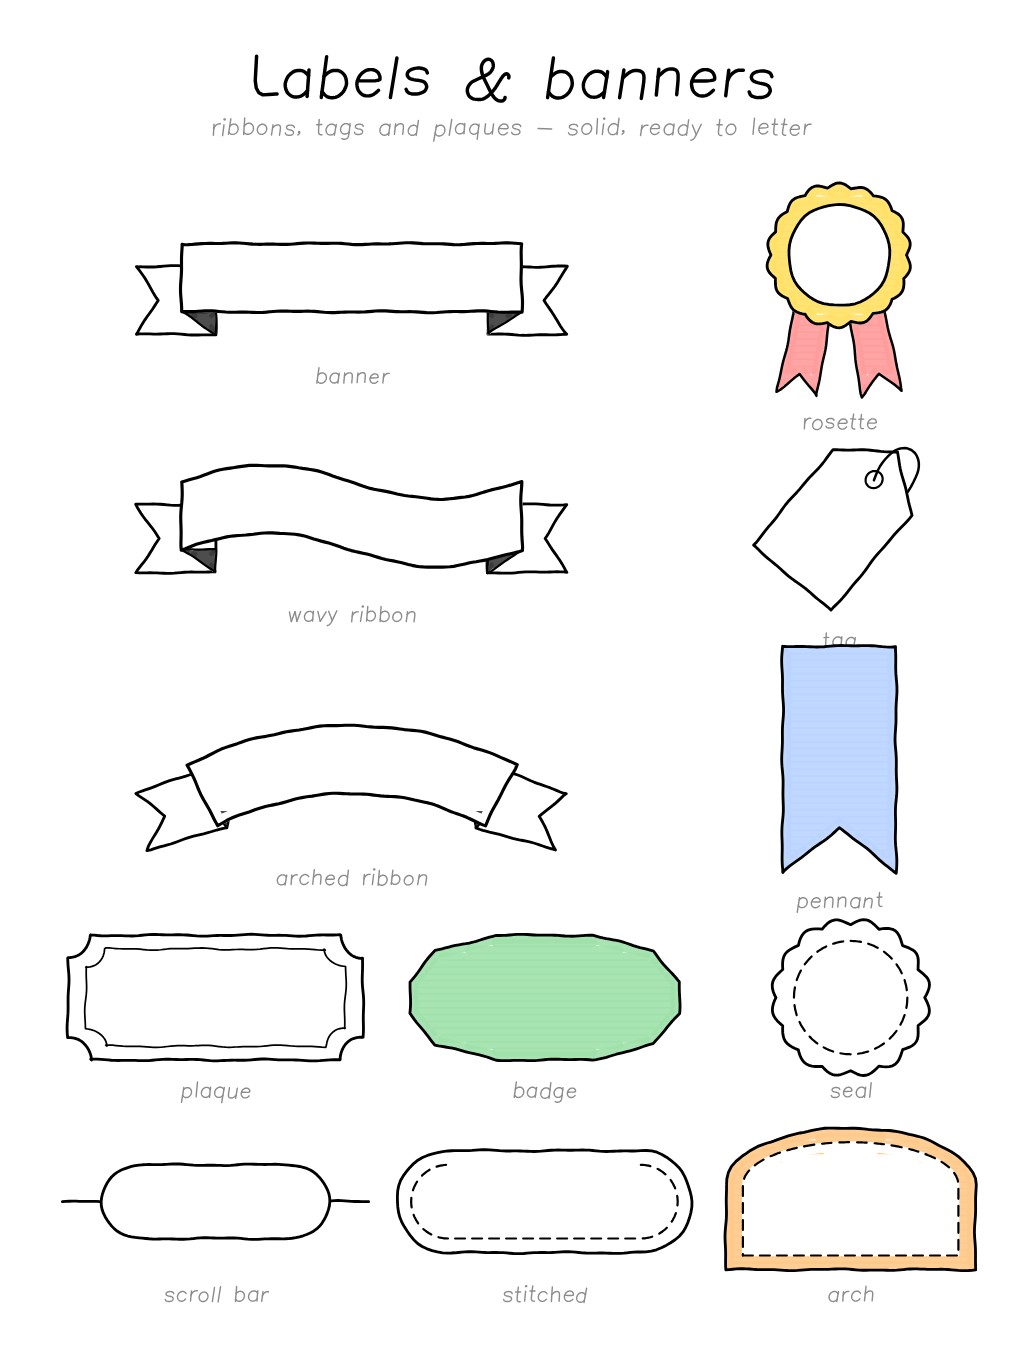 Labels & banners
ribbons, tags and plaques — solid, ready to letter
banner
rosette
wavy ribbon
tag
arched ribbon
pennant
plaque
badge
seal
scroll bar
stitched
arch